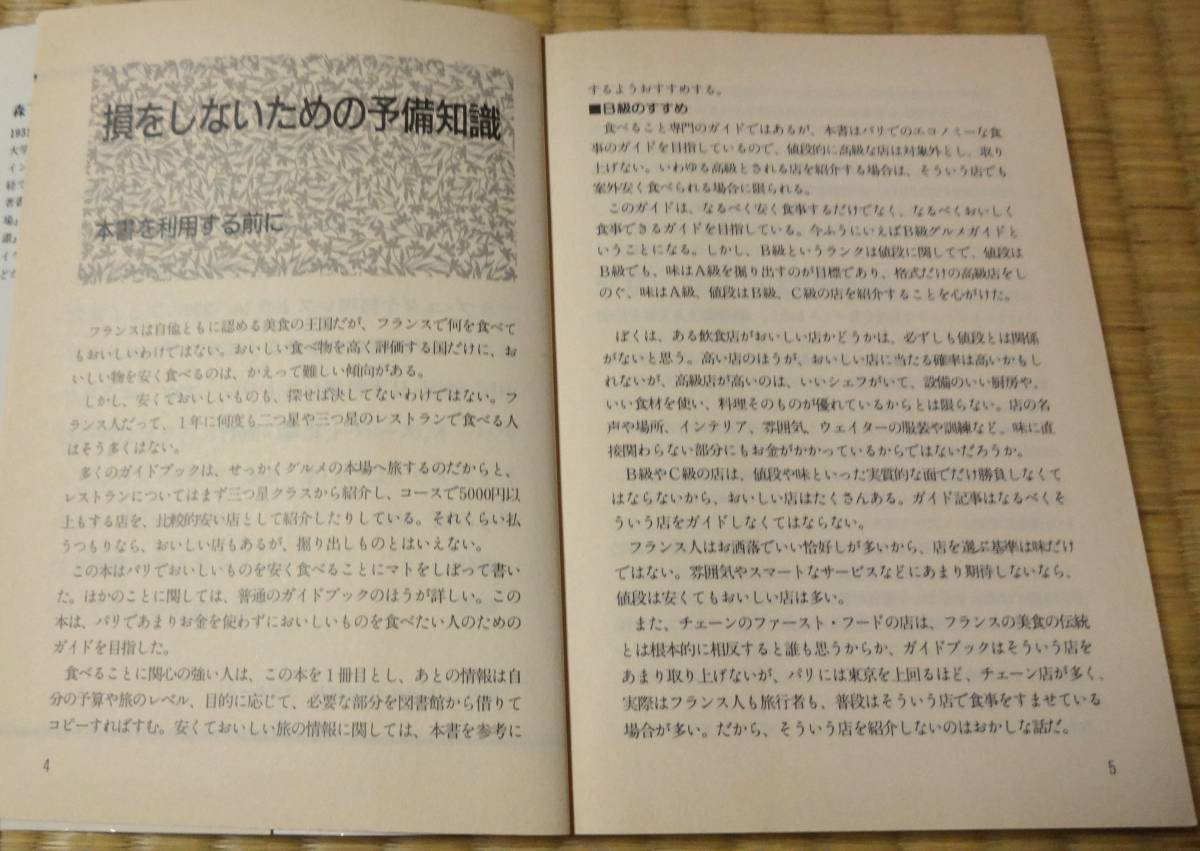 損をしないための予備知識
本書を利用する前に
フランスは自他ともに認める美食の王国だが、フランスで何を食べて
もおいしいわけではない。おいしい食べ物を高く評価する国だけに、お
いしい物を安く食べるのは、かえって難しい傾向がある。
しかし、安くておいしいものも、探せば決してないわけではない。フ
ランス人だって、1年に何度も二つ星や三つ星のレストランで食べる人
はそう多くはない。
多くのガイドブックは、せっかくグルメの本場へ旅するのだからと、
レストランについてはまず三つ星クラスから紹介し、コースで5000円以
上もする店を、比較的安い店として紹介したりしている。それくらい払
うつもりなら、おいしい店もあるが、掘り出しものとはいえない。
この本はパリでおいしいものを安く食べることにマトをしぼって書い
た。ほかのことに関しては、普通のガイドブックのほうが詳しい。この
本は、パリであまりお金を使わずにおいしいものを食べたい人のための
ガイドを目指した。
食べることに関心の強い人は、この本を1冊目とし、あとの情報は自
分の予算や旅のレベル、目的に応じて、必要な部分を図書館から借りて
コピーすればすむ。安くておいしい旅の情報に関しては、本書を参考に
4
するようおすすめする。
■B級のすすめ
食べること専門のガイドではあるが、本書はパリでのエコノミーな食
事のガイドを目指しているので、値段的に高級な店は対象外とし、取り
上げない。いわゆる高級とされる店を紹介する場合は、そういう店でも
案外安く食べられる場合に限られる。
このガイドは、なるべく安く食事するだけでなく、なるべくおいしく
食事できるガイドを目指している。今ふうにいえばB級グルメガイドと
いうことになる。しかし、B級というランクは値段に関してで、値段は
B級でも、味はA級を掘り出すのが目標であり、格式だけの高級店をし
のぐ、味はA級、値段はB級、C級の店を紹介することを心がけた。
ぼくは、ある飲食店がおいしい店かどうかは、必ずしも値段とは関係
がないと思う。高い店のほうが、おいしい店に当たる確率は高いかもし
れないが、高級店が高いのは、いいシェフがいて、設備のいい厨房や、
いい食材を使い、料理そのものが優れているからとは限らない。店の名
声や場所、インテリア、雰囲気、ウェイターの服装や訓練など、味に直
接関わらない部分にもお金がかかっているからではないだろうか。
B級やC級の店は、値段や味といった実質的な面でだけ勝負しなくて
はならないから、おいしい店はたくさんある。ガイド記事はなるべくそ
ういう店をガイドしなくてはならない。
フランス人はお洒落でいい恰好しが多いから、店を選ぶ基準は味だけ
ではない。雰囲気やスマートなサービスなどにあまり期待しないなら、
値段は安くてもおいしい店は多い。
また、チェーンのファースト・フードの店は、フランスの美食の伝統
とは根本的に相反すると誰も思うからか、ガイドブックはそういう店を
あまり取り上げないが、パリには東京を上回るほど、チェーン店が多く、
実際はフランス人も旅行者も、普段はそういう店で食事をすませている
場合が多い。だから、そういう店を紹介しないのはおかしな話だ。
5